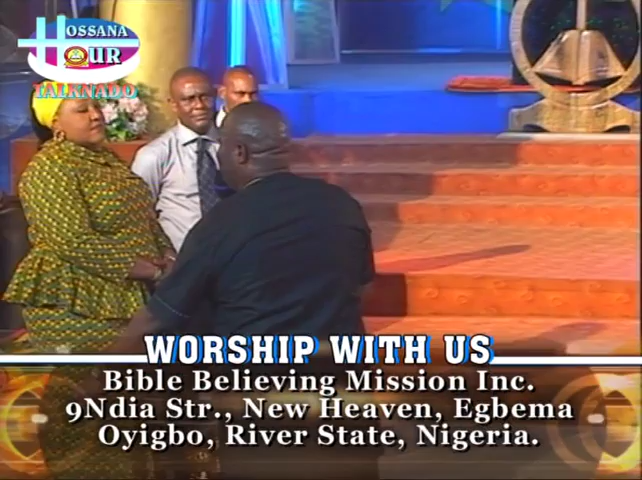 HOSSANA
HOUR
TALKNADO
WORSHIP WITH US
Bible Believing Mission Inc.
9Ndia Str., New Heaven, Egbema
Oyigbo, River State, Nigeria.